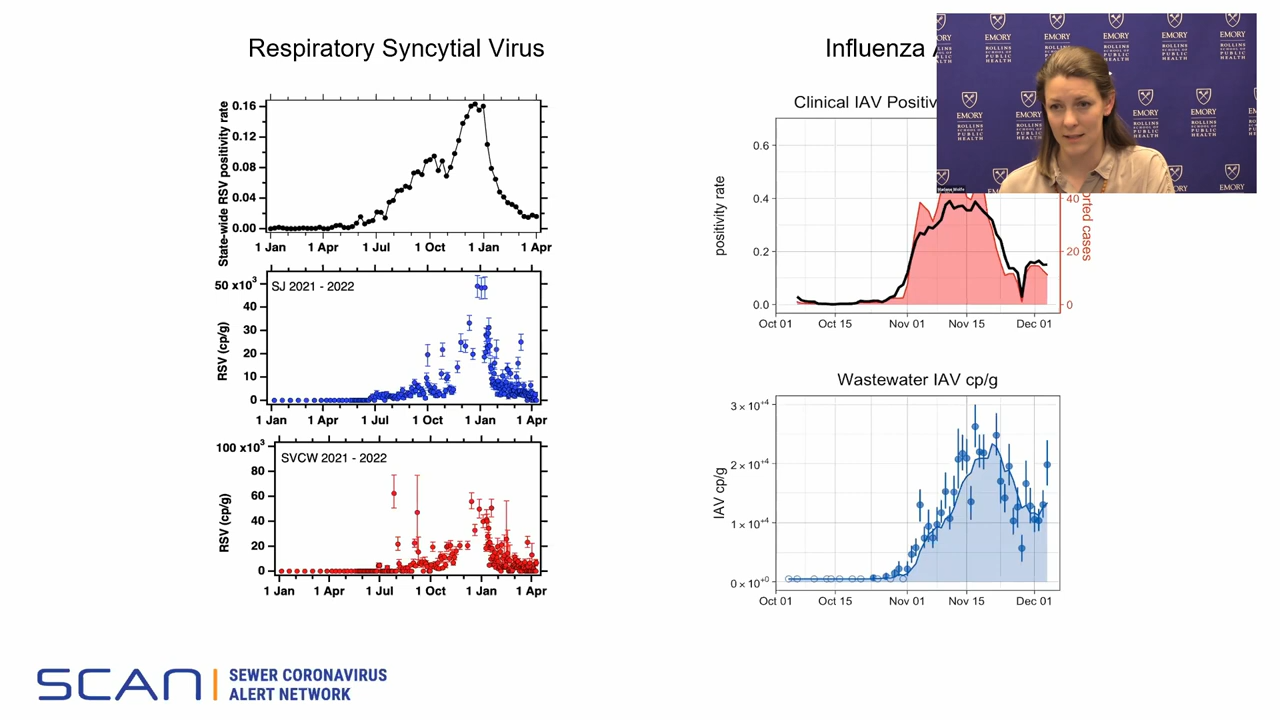 Respiratory Syncytial Virus
State-wide RSV positivity rate
0.16
0.12
0.08
0.04
0.00
1 Jan 1 Apr 1 Jul 1 Oct 1 Jan 1 Apr
SJ 2021 - 2022
RSV (cp/g)
50 x10³
40
30
20
10
0
1 Jan 1 Apr 1 Jul 1 Oct 1 Jan 1 Apr
SVCW 2021 - 2022
RSV (cp/g)
100 x10³
80
60
40
20
0
1 Jan 1 Apr 1 Jul 1 Oct 1 Jan 1 Apr
Influenza
Clinical IAV Positiv
positivity rate
0.6
0.4
0.2
0.0
40
20
0
orted cases
Oct 01 Oct 15 Nov 01 Nov 15 Dec 01
Wastewater IAV cp/g
IAV cp/g
3×10⁺⁴
2×10⁺⁴
1×10⁺⁴
0×10⁺⁰
Oct 01 Oct 15 Nov 01 Nov 15 Dec 01
EMORY
ROLLINS
SCHOOL OF
PUBLIC
HEALTH
SCAN
SEWER CORONAVIRUS
ALERT NETWORK